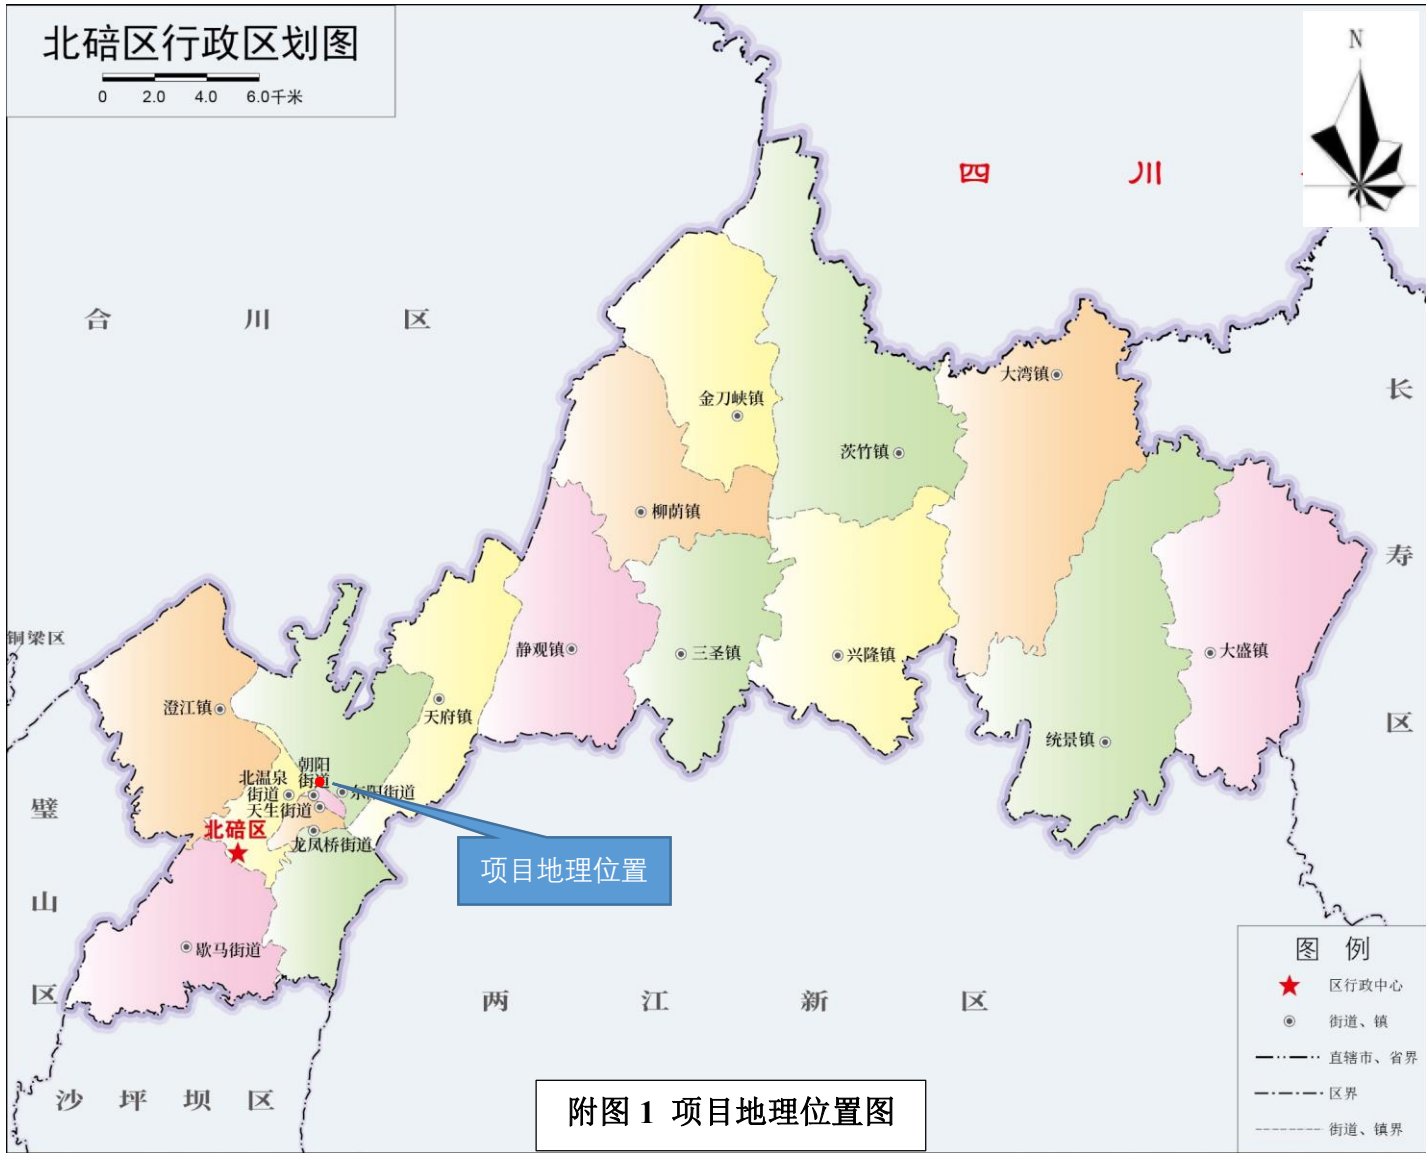 北碚区行政区划图
0 2.0 4.0 6.0千米
N
四川
合川区
大湾镇
长寿区
金刀峡镇
茨竹镇
柳荫镇
铜梁区
静观镇
三圣镇
兴隆镇
大盛镇
澄江镇
天府镇
统景镇
朝阳
街道
北温泉
街道
东阳街道
天生街道
北碚区
龙凤桥街道
项目地理位置
璧山区
歇马街道
两江新区
沙坪坝区
图例
区行政中心
街道、镇
直辖市、省界
区界
街道、镇界
附图 1 项目地理位置图